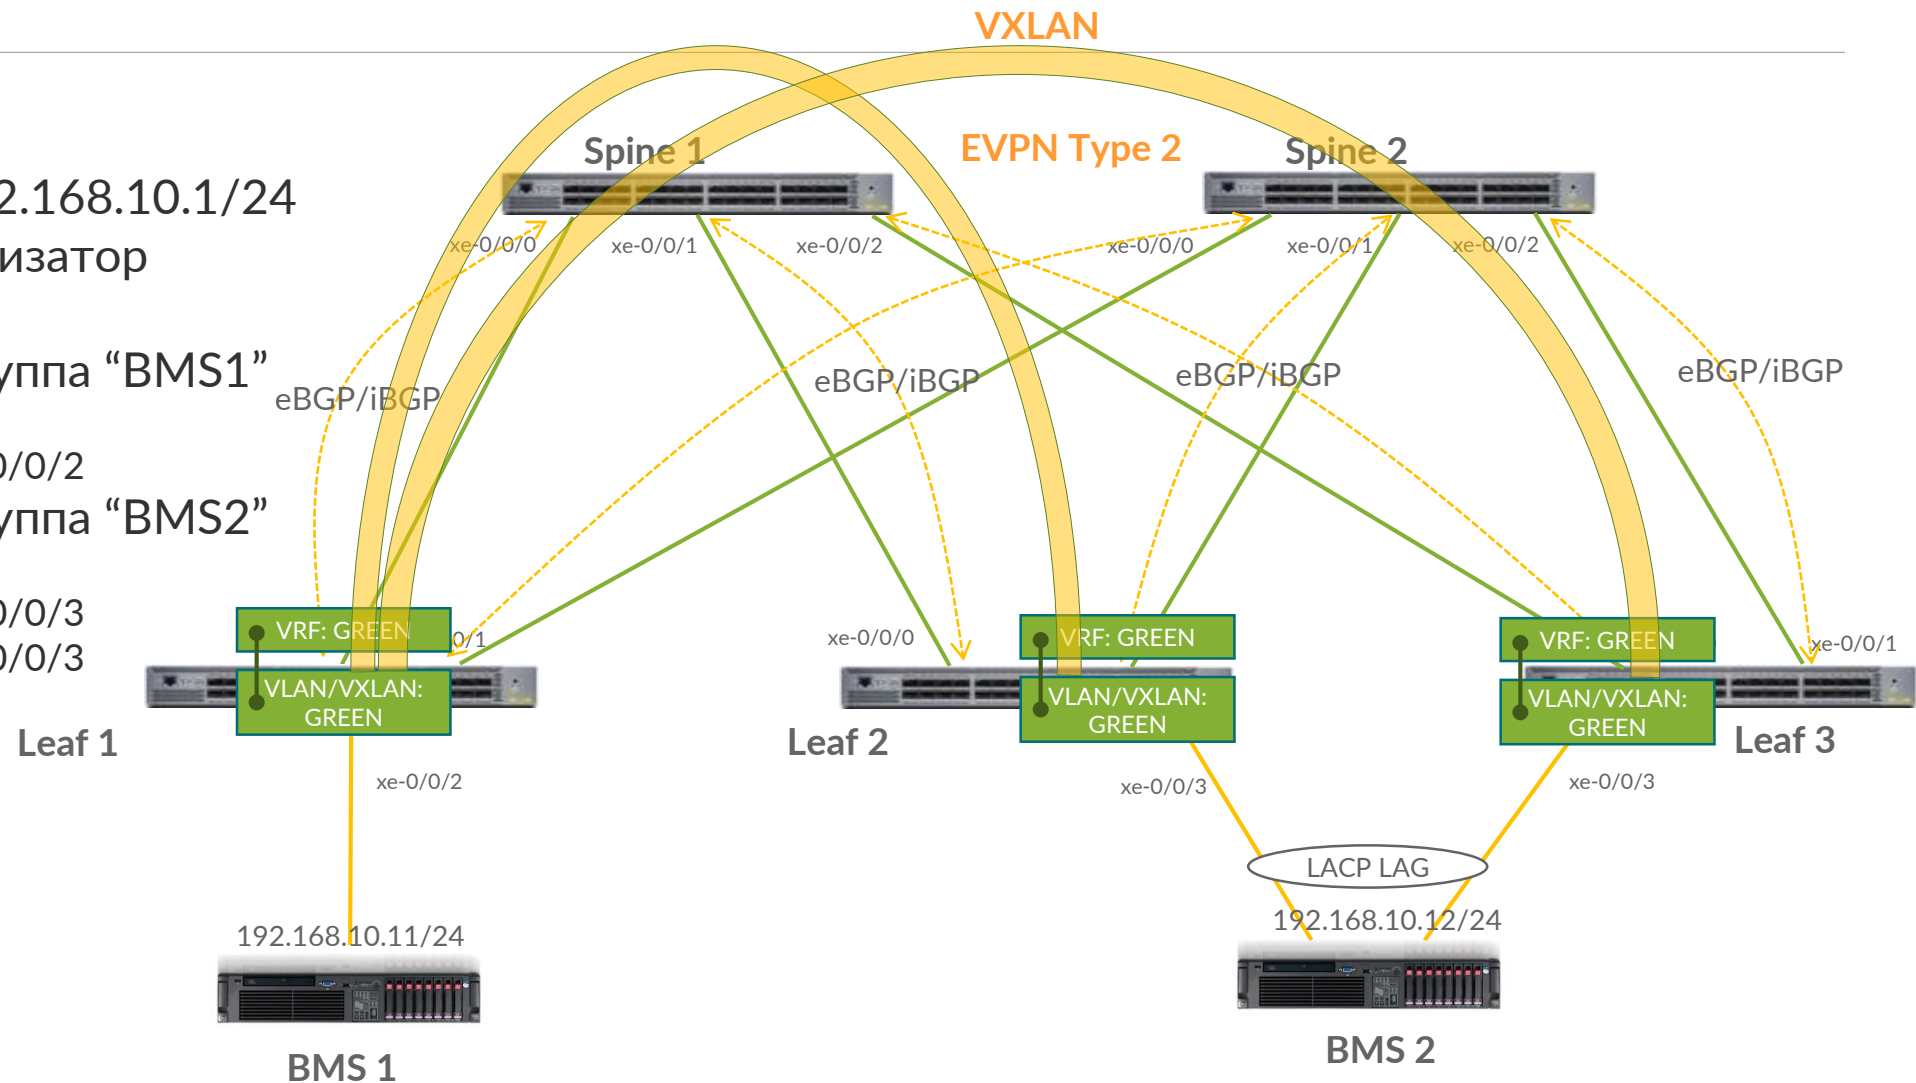 VXLAN
Spine 1
EVPN Type 2
Spine 2
2.168.10.1/24
изатор
уппа “BMS1”
0/0/2
уппа “BMS2”
0/0/3
0/0/3
xe-0/0/0
xe-0/0/1
xe-0/0/2
xe-0/0/0
xe-0/0/1
xe-0/0/2
eBGP/iBGP
eBGP/iBGP
eBGP/iBGP
eBGP/iBGP
VRF: GREEN
0/1
xe-0/0/0
VRF: GREEN
VRF: GREEN
xe-0/0/1
VLAN/VXLAN:
GREEN
VLAN/VXLAN:
GREEN
VLAN/VXLAN:
GREEN
Leaf 1
Leaf 2
Leaf 3
xe-0/0/2
xe-0/0/3
xe-0/0/3
LACP LAG
192.168.10.11/24
192.168.10.12/24
BMS 1
BMS 2